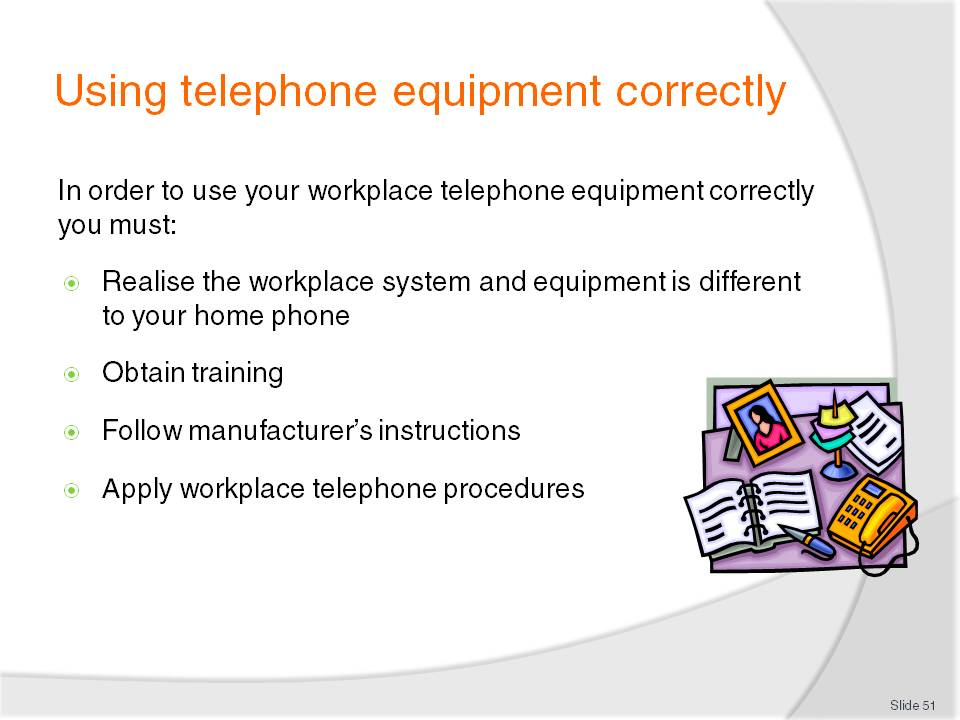 Using telephone equipment correctly
In order to use your workplace telephone equipment correctly
you must:
Realise the workplace system and equipment is different
to your home phone
Obtain training
Follow manufacturer’s instructions
Apply workplace telephone procedures
Slide 51